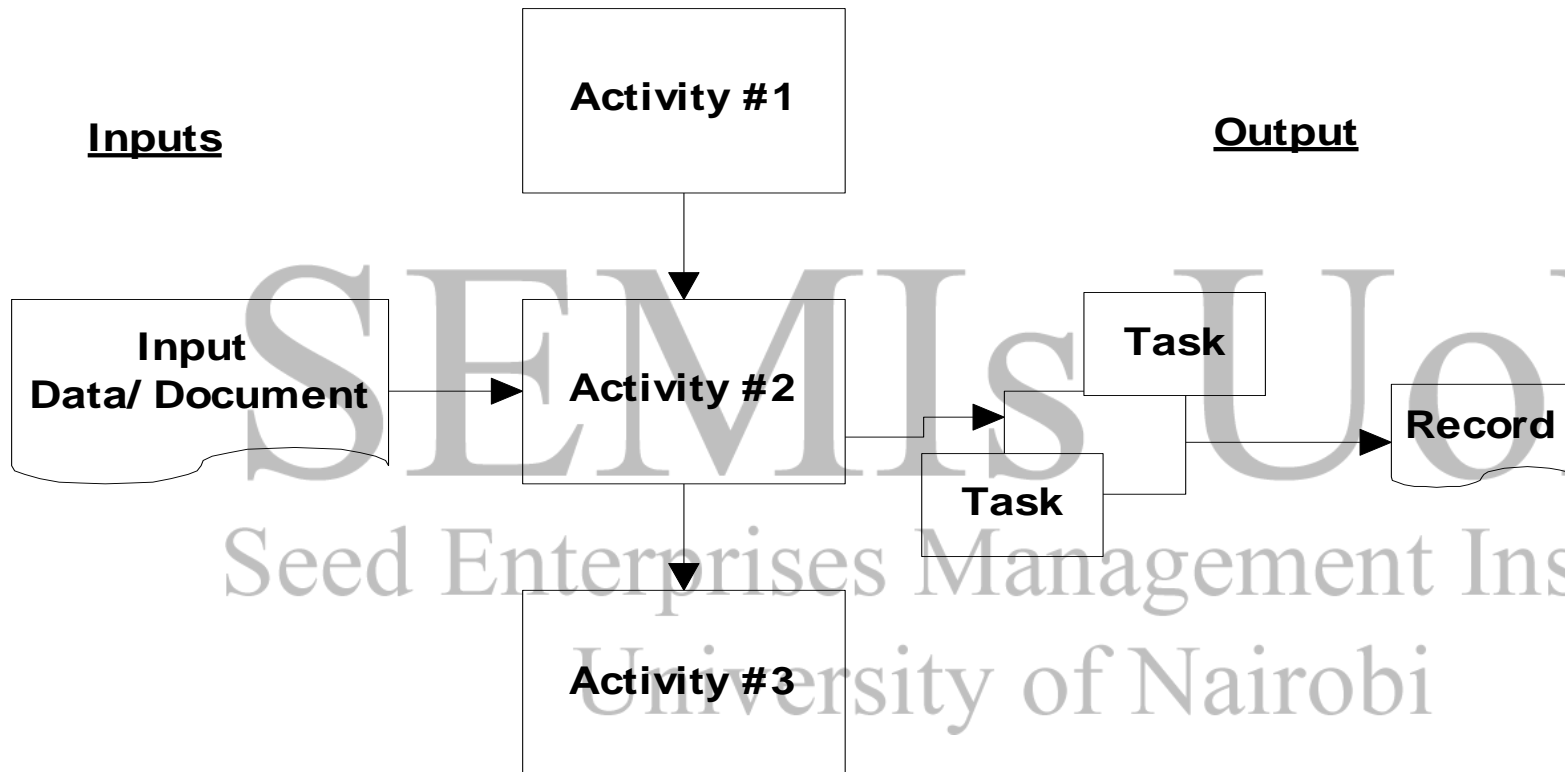 Activity #1
Inputs
Output
Input
Data/ Document
Activity #2
Task
Task
Record
Activity #3
SEMIs Uo
Seed Enterprises Management Ins
University of Nairobi